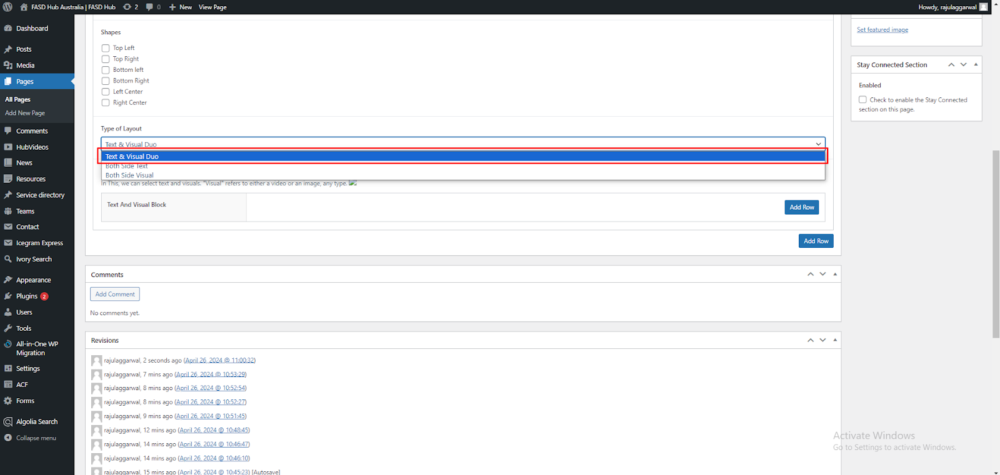 FASD Hub Australia | FASD Hub 2 0 New View Page Howdy, rajulaggarwal
Dashboard
Posts
Media
Pages
All Pages
Add New Page
Comments
HubVideos
News
Resources
Service directory
Teams
Contact
Icegram Express
Ivory Search
Appearance
Plugins 2
Users
Tools
All-in-One WP
Migration
Settings
ACF
Forms
Algolia Search
Collapse menu
Shapes
Top Left
Top Right
Bottom left
Bottom Right
Left Center
Right Center
Type of Layout
Text & Visual Duo
Text & Visual Duo
Both Side Text
Both Side Visual
In This, we can select text and visuals. "Visual" refers to either a video or an image, any type.
Text And Visual Block
Add Row
Add Row
Comments
Add Comment
No comments yet.
Revisions
rajulaggarwal, 2 seconds ago (April 26, 2024 @ 11:00:32)
rajulaggarwal, 7 mins ago (April 26, 2024 @ 10:53:29)
rajulaggarwal, 8 mins ago (April 26, 2024 @ 10:52:54)
rajulaggarwal, 8 mins ago (April 26, 2024 @ 10:52:27)
rajulaggarwal, 9 mins ago (April 26, 2024 @ 10:51:45)
rajulaggarwal, 12 mins ago (April 26, 2024 @ 10:48:45)
rajulaggarwal, 14 mins ago (April 26, 2024 @ 10:46:47)
rajulaggarwal, 14 mins ago (April 26, 2024 @ 10:46:10)
rajulaggarwal, 15 mins ago (April 26, 2024 @ 10:45:23) [Autosave]
Set featured image
Stay Connected Section
Enabled
Check to enable the Stay Connected
section on this page.
Activate Windows
Go to Settings to activate Windows.